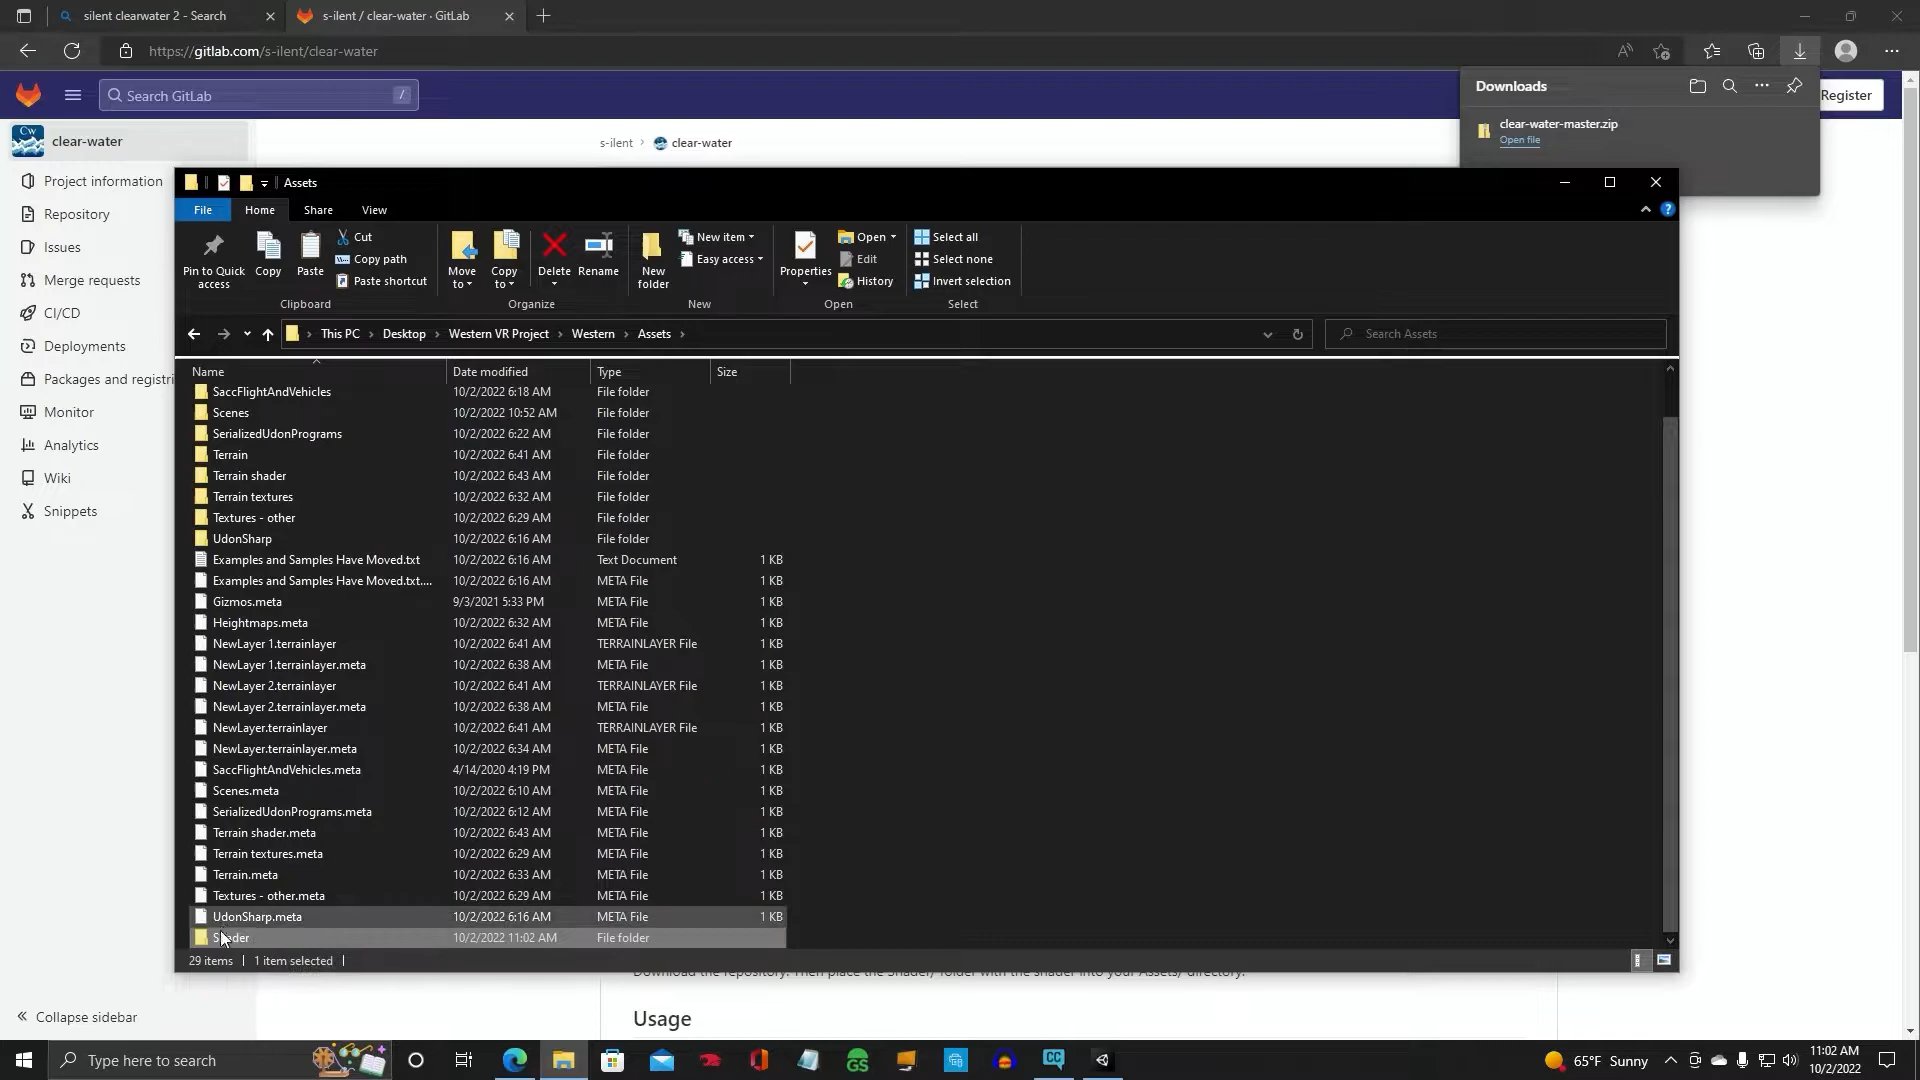 silent clearwater 2 - Search
s-ilent / clear-water · GitLab
https://gitlab.com/s-ilent/clear-water
Search GitLab
/
Register
Downloads
clear-water-master.zip
Open file
Cw
clear-water
s-ilent › clear-water
Project information
Repository
Issues
Merge requests
CI/CD
Deployments
Packages and registri
Monitor
Analytics
Wiki
Snippets
Collapse sidebar
Assets
File
Home
Share
View
Pin to Quick access
Copy
Paste
Cut
Copy path
Paste shortcut
Clipboard
Move to
Copy to
Delete
Rename
Organize
New folder
New item
Easy access
New
Properties
Open
Edit
History
Open
Select all
Select none
Invert selection
Select
This PC › Desktop › Western VR Project › Western › Assets ›
Search Assets
Name Date modified Type Size
SaccFlightAndVehicles 10/2/2022 6:18 AM File folder
Scenes 10/2/2022 10:52 AM File folder
SerializedUdonPrograms 10/2/2022 6:22 AM File folder
Terrain 10/2/2022 6:41 AM File folder
Terrain shader 10/2/2022 6:43 AM File folder
Terrain textures 10/2/2022 6:32 AM File folder
Textures - other 10/2/2022 6:29 AM File folder
UdonSharp 10/2/2022 6:16 AM File folder
Examples and Samples Have Moved.txt 10/2/2022 6:16 AM Text Document 1 KB
Examples and Samples Have Moved.txt.... 10/2/2022 6:16 AM META File 1 KB
Gizmos.meta 9/3/2021 5:33 PM META File 1 KB
Heightmaps.meta 10/2/2022 6:32 AM META File 1 KB
NewLayer 1.terrainlayer 10/2/2022 6:41 AM TERRAINLAYER File 1 KB
NewLayer 1.terrainlayer.meta 10/2/2022 6:38 AM META File 1 KB
NewLayer 2.terrainlayer 10/2/2022 6:41 AM TERRAINLAYER File 1 KB
NewLayer 2.terrainlayer.meta 10/2/2022 6:38 AM META File 1 KB
NewLayer.terrainlayer 10/2/2022 6:41 AM TERRAINLAYER File 1 KB
NewLayer.terrainlayer.meta 10/2/2022 6:34 AM META File 1 KB
SaccFlightAndVehicles.meta 4/14/2020 4:19 PM META File 1 KB
Scenes.meta 10/2/2022 6:10 AM META File 1 KB
SerializedUdonPrograms.meta 10/2/2022 6:12 AM META File 1 KB
Terrain shader.meta 10/2/2022 6:43 AM META File 1 KB
Terrain textures.meta 10/2/2022 6:29 AM META File 1 KB
Terrain.meta 10/2/2022 6:33 AM META File 1 KB
Textures - other.meta 10/2/2022 6:29 AM META File 1 KB
UdonSharp.meta 10/2/2022 6:16 AM META File 1 KB
Shader 10/2/2022 11:02 AM File folder
29 items 1 item selected
Download the repository. Then place the Shader/ folder with the shader into your Assets/ directory.
Usage
Type here to search
GS
CC
65°F Sunny
11:02 AM
10/2/2022